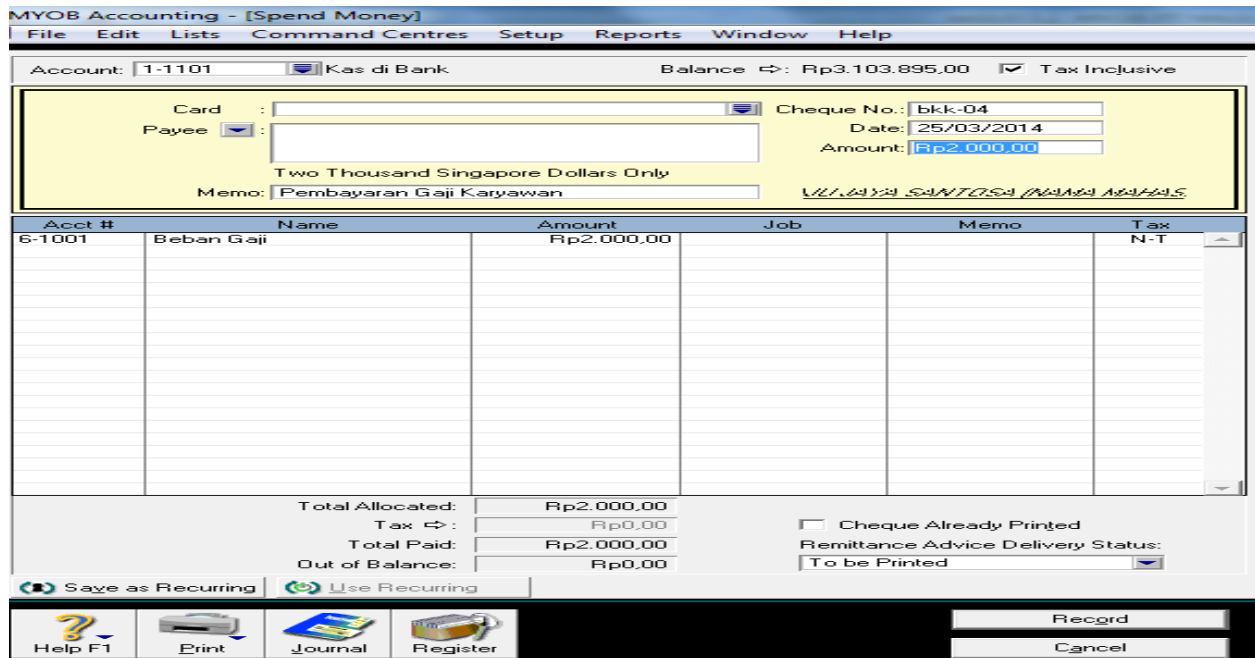 MYOB Accounting - [Spend Money]
File Edit Lists Command Centres Setup Reports Window Help
Account: 1-1101 Kas di Bank Balance ⇨: Rp3.103.895,00 Tax Inclusive
Card : Cheque No.: bkk-04
Payee : Date: 25/03/2014
Amount: Rp2.000,00
Two Thousand Singapore Dollars Only
Memo: Pembayaran Gaji Karyawan SANTOSA
Acct # Name Amount Job Memo Tax
6-1001 Beban Gaji Rp2.000,00 N-T
Total Allocated: Rp2.000,00
Tax ⇨: Rp0,00 Cheque Already Printed
Total Paid: Rp2.000,00 Remittance Advice Delivery Status:
Out of Balance: Rp0,00 To be Printed
Save as Recurring Use Recurring
Help F1 Print Journal Register Record
Cancel